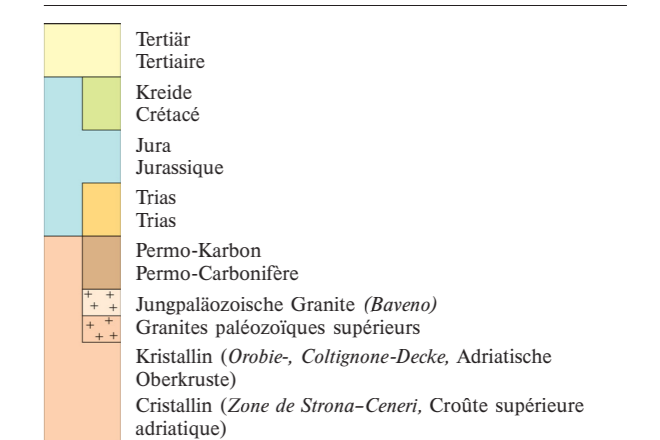 Tertiär
Tertiaire
Kreide
Crétacé
Jura
Jurassique
Trias
Trias
Permo-Karbon
Permo-Carbonifère
Jungpaläozoische Granite (Baveno)
Granites paléozoïques supérieurs
Kristallin (Orobie-, Coltignone-Decke, Adriatische
Oberkruste)
Cristallin (Zone de Strona–Ceneri, Croûte supérieure
adriatique)